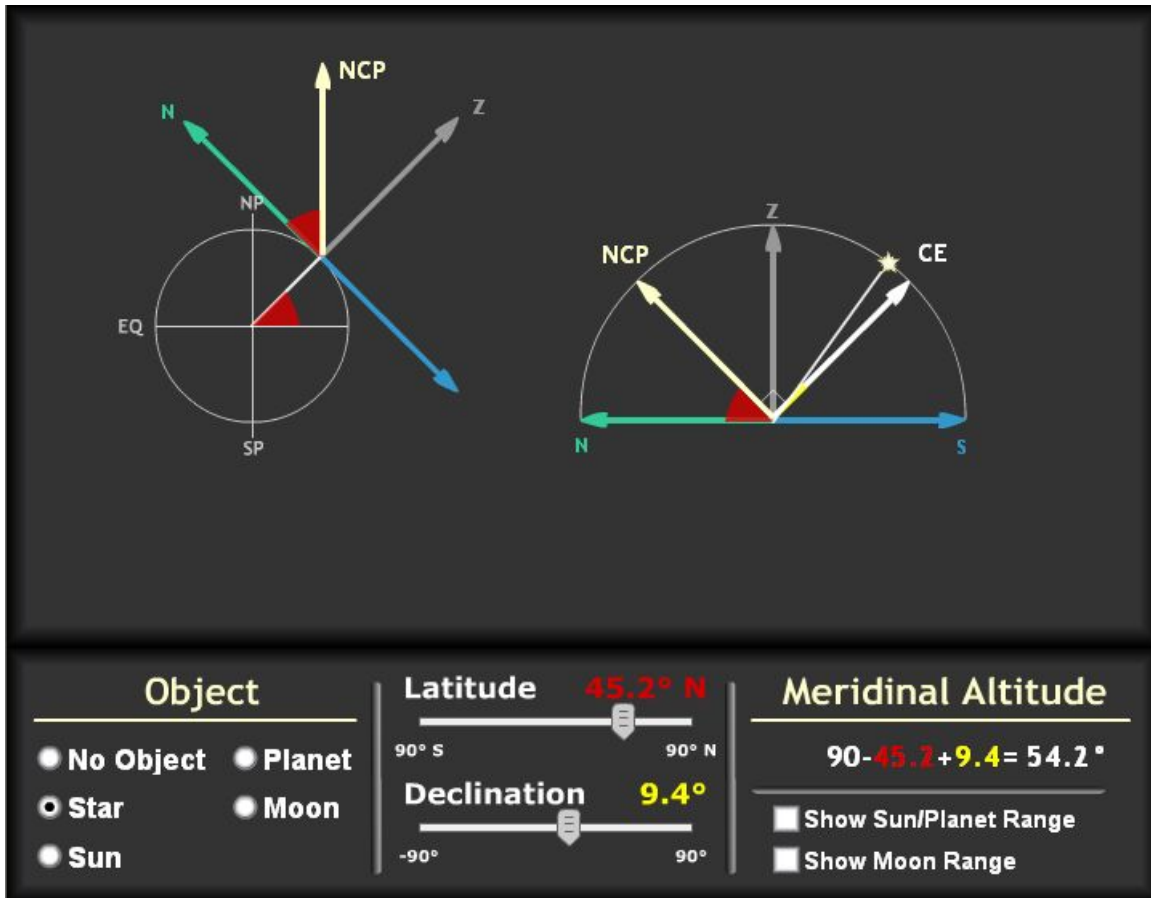 NCP
N
Z
NP
EQ
SP
Z
NCP
CE
N
S
Object
No Object
Planet
Star
Moon
Sun
Latitude 45.2° N
90° S 90° N
Declination 9.4°
-90° 90°
Meridinal Altitude
90-45.2+9.4= 54.2°
Show Sun/Planet Range
Show Moon Range